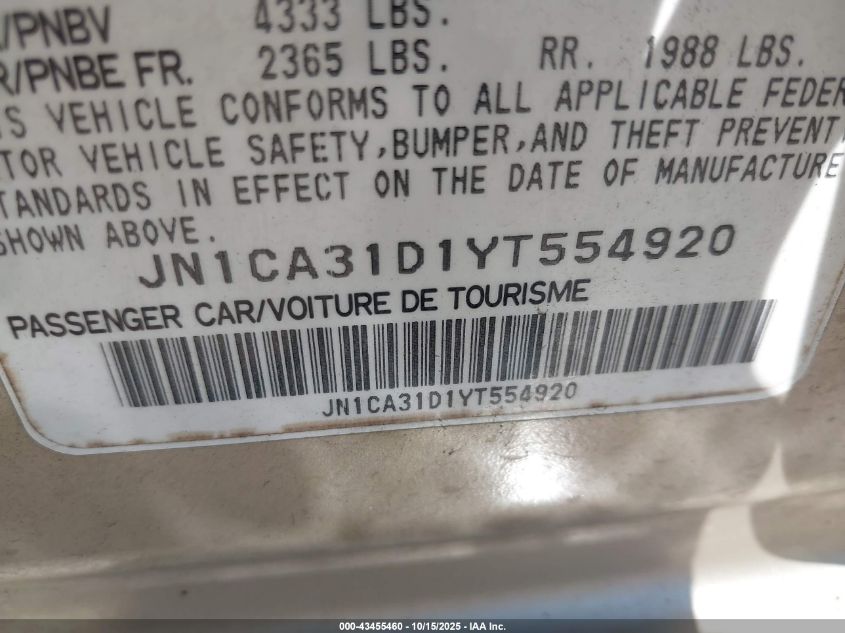 /PNBV 4333 LBS.
R/PNBE FR. 2365 LBS. RR. 1988 LBS.
IS VEHICLE CONFORMS TO ALL APPLICABLE FEDER
TOR VEHICLE SAFETY,BUMPER,AND THEFT PREVENT
TANDARDS IN EFFECT ON THE DATE OF MANUFACTURE
SHOWN ABOVE.
JN1CA31D1YT554920
PASSENGER CAR/VOITURE DE TOURISME
JN1CA31D1YT554920
000-43455460 - 10/15/2025 - IAA Inc.